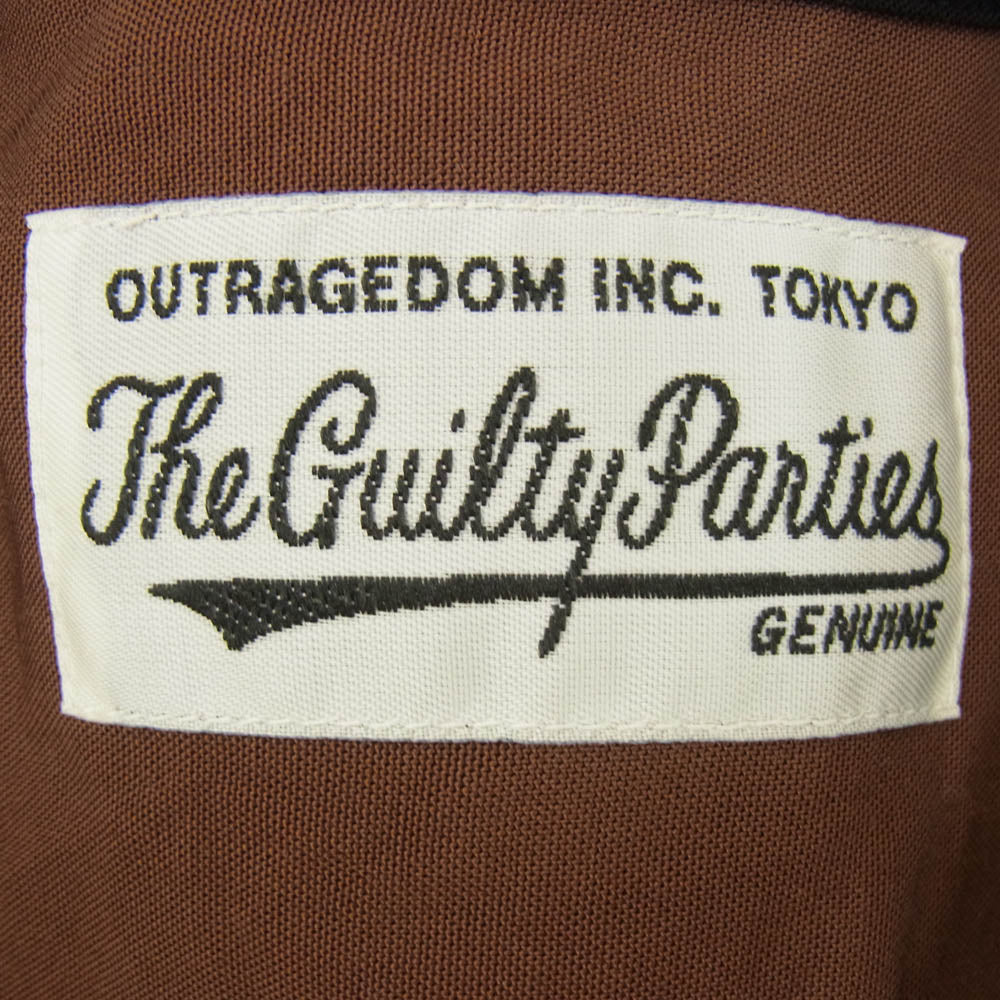 OUTRAGEDOM INC. TOKYO
The Guilty Parties
GENUINE